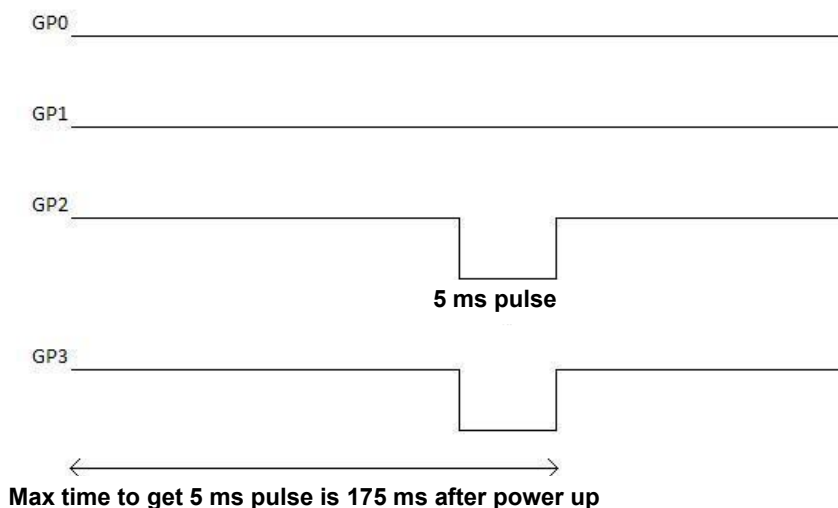 GP0
GP1
GP2
5 ms pulse
GP3
Max time to get 5 ms pulse is 175 ms after power up